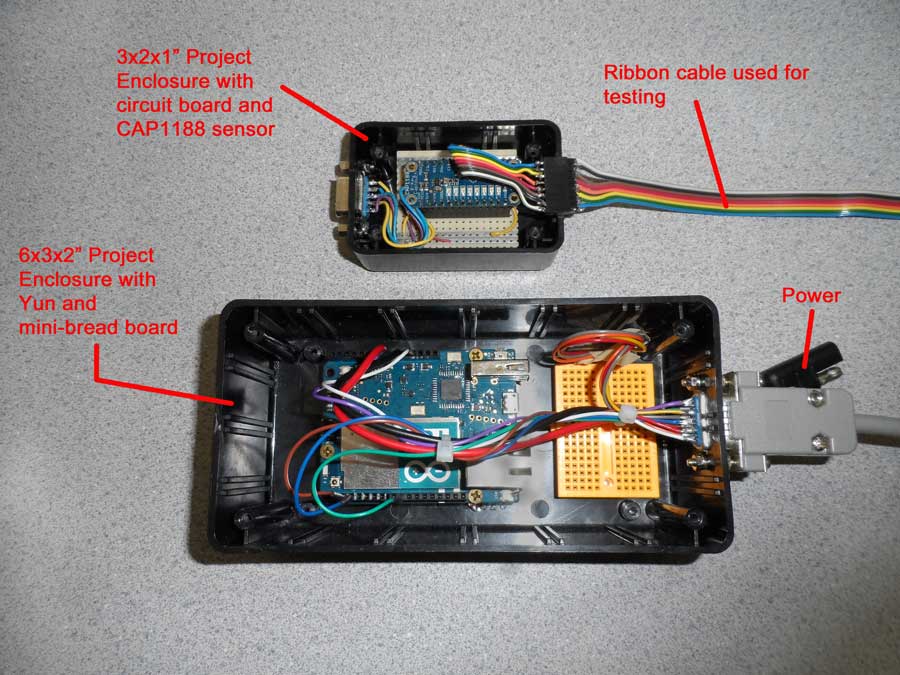 3x2x1” Project
Enclosure with
circuit board and
CAP1188 sensor
Ribbon cable used for
testing
6x3x2” Project
Enclosure with
Yun and
mini-bread board
Power